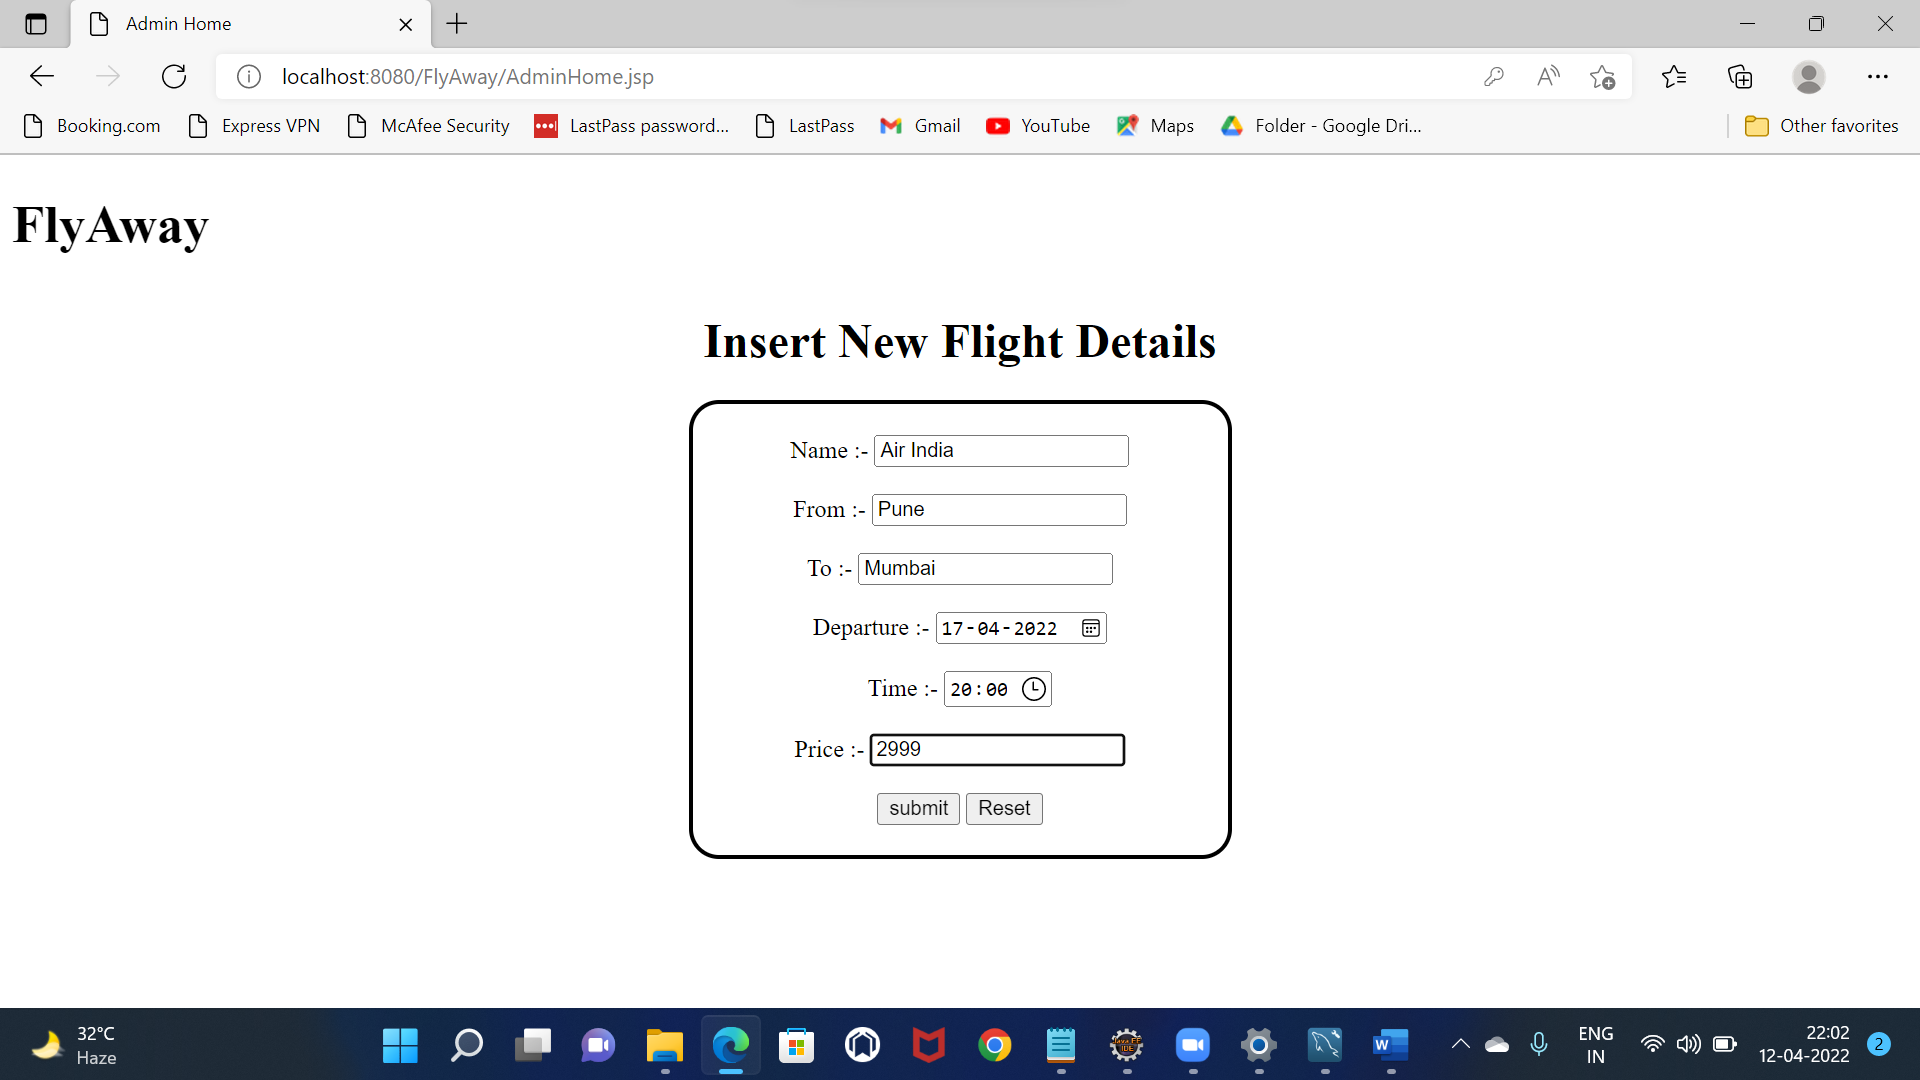 Admin Home
localhost:8080/FlyAway/AdminHome.jsp
Booking.com Express VPN McAfee Security LastPass password... LastPass Gmail YouTube Maps Folder - Google Dri... Other favorites
FlyAway
Insert New Flight Details
Name :- Air India
From :- Pune
To :- Mumbai
Departure :- 17-04-2022
Time :- 20:00
Price :- 2999
submit Reset
32°C
Haze
ENG
IN
22:02
12-04-2022
2